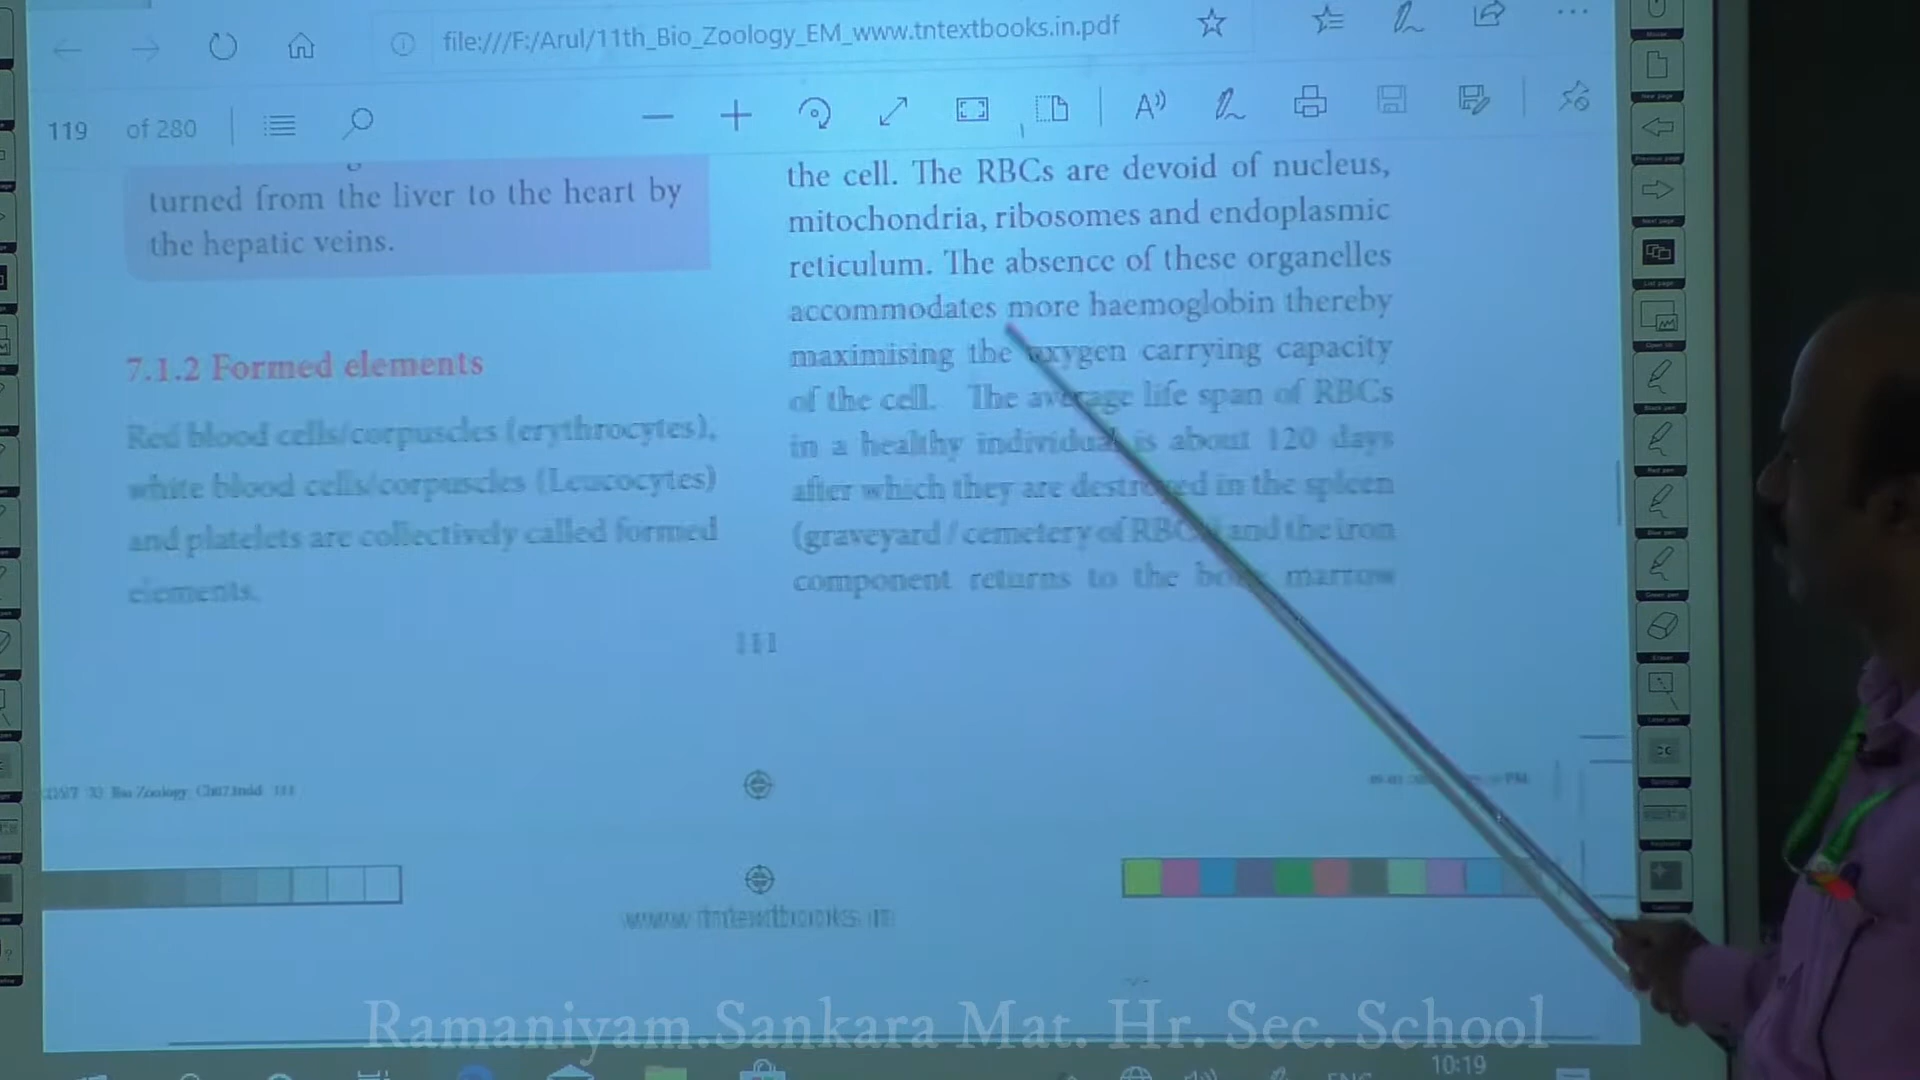 file:///F:/Arul/11th_Bio_Zoology_EM_www.tntextbooks.in.pdf
119 of 280
turned from the liver to the heart by
the hepatic veins.
7.1.2 Formed elements
Red blood cells/corpuscles (erythrocytes),
white blood cells/corpuscles (Leucocytes)
and platelets are collectively called formed
elements.
the cell. The RBCs are devoid of nucleus,
mitochondria, ribosomes and endoplasmic
reticulum. The absence of these organelles
accommodates more haemoglobin thereby
maximising the oxygen carrying capacity
of the cell. The average life span of RBCs
in a healthy individual is about 120 days
after which they are destroyed in the spleen
(graveyard / cemetery of RBC and the iron
component returns to the bone marrow
111
Bio Zoology 111
www.tntextbooks.in
Ramaniyam.Sankara Mat. Hr. Sec. School
10:19